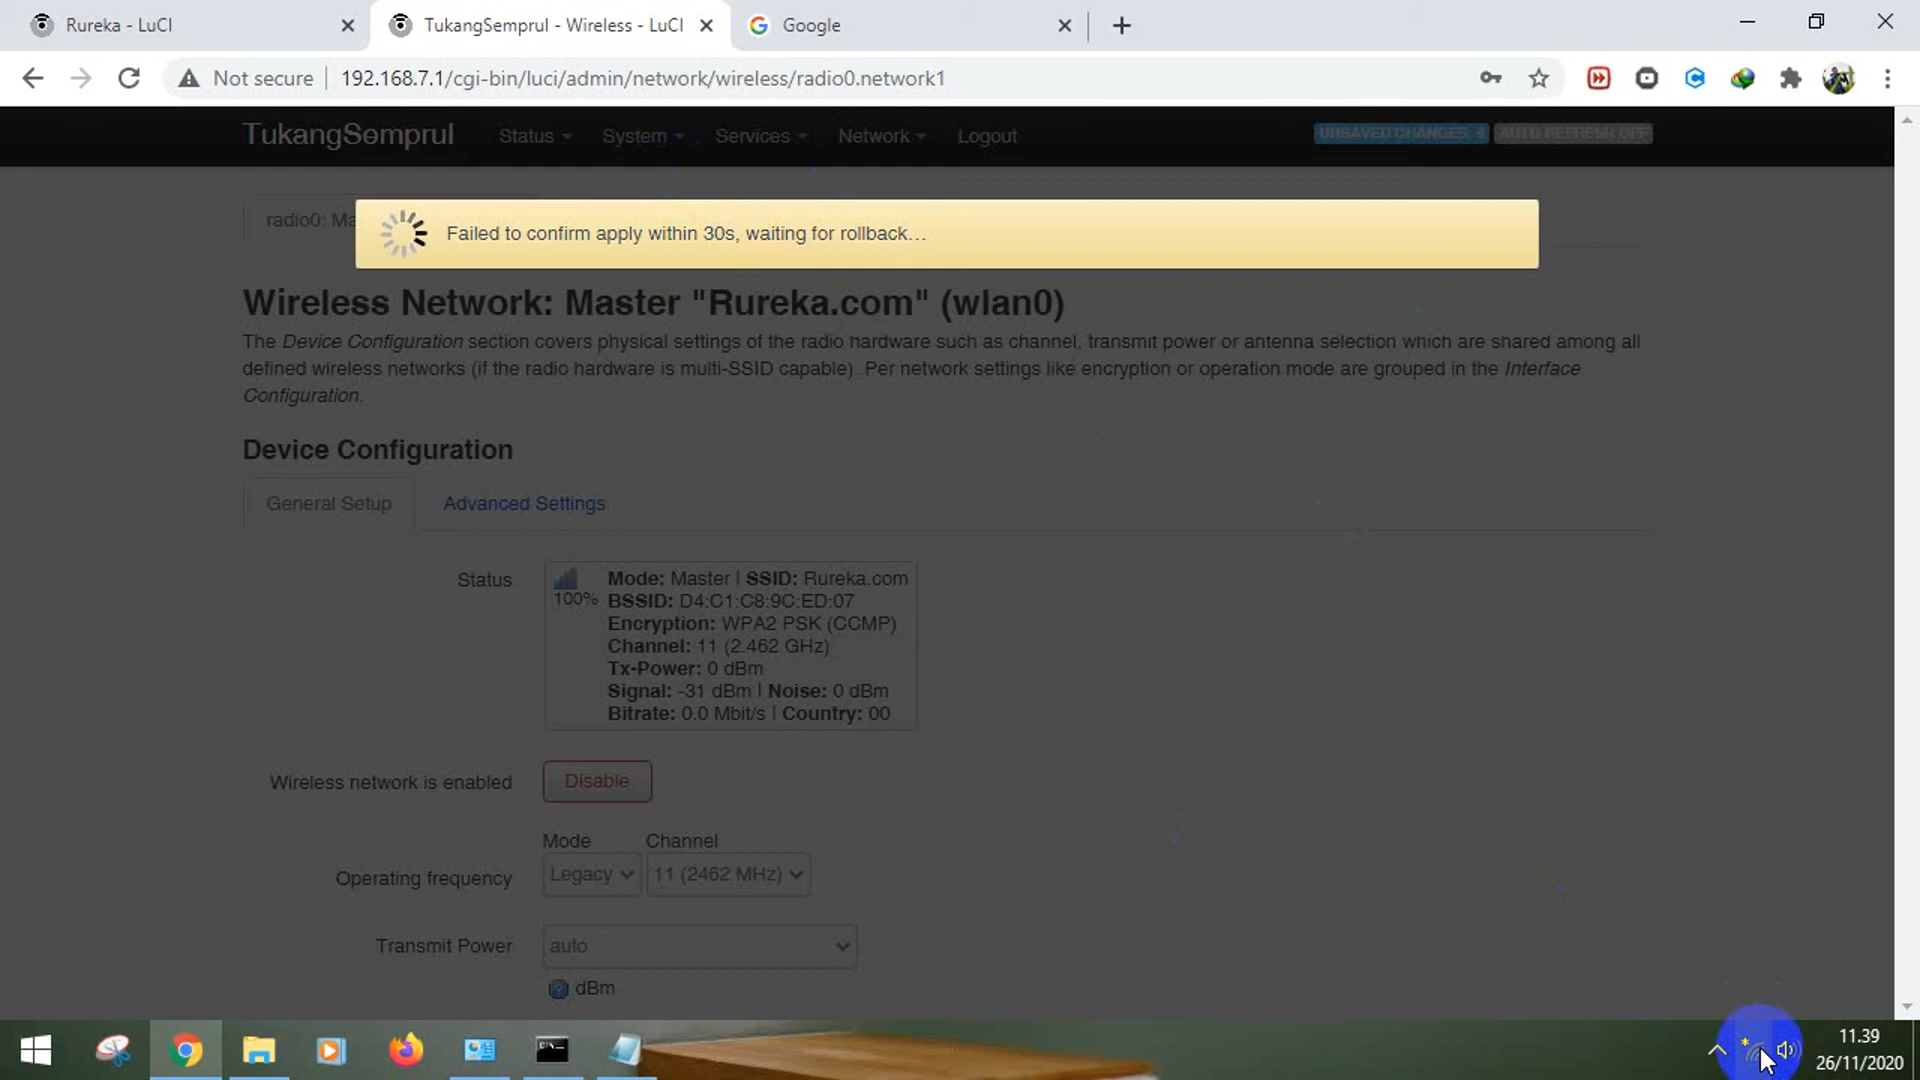 Rureka - LuCI
TukangSemprul - Wireless - LuCI
Google
Not secure
192.168.7.1/cgi-bin/luci/admin/network/wireless/radio0.network1
TukangSemprul
Status
System
Services
Network
Logout
UNSAVED CHANGES: 4
AUTO REFRESH OFF
radio0: Ma
Failed to confirm apply within 30s, waiting for rollback…
Wireless Network: Master "Rureka.com" (wlan0)
The Device Configuration section covers physical settings of the radio hardware such as channel, transmit power or antenna selection which are shared among all
defined wireless networks (if the radio hardware is multi-SSID capable). Per network settings like encryption or operation mode are grouped in the Interface
Configuration.
Device Configuration
General Setup
Advanced Settings
Status
100%
Mode: Master | SSID: Rureka.com
BSSID: D4:C1:C8:9C:ED:07
Encryption: WPA2 PSK (CCMP)
Channel: 11 (2.462 GHz)
Tx-Power: 0 dBm
Signal: -31 dBm | Noise: 0 dBm
Bitrate: 0.0 Mbit/s | Country: 00
Wireless network is enabled
Disable
Mode
Channel
Operating frequency
Legacy
11 (2462 MHz)
Transmit Power
auto
dBm
11.39
26/11/2020